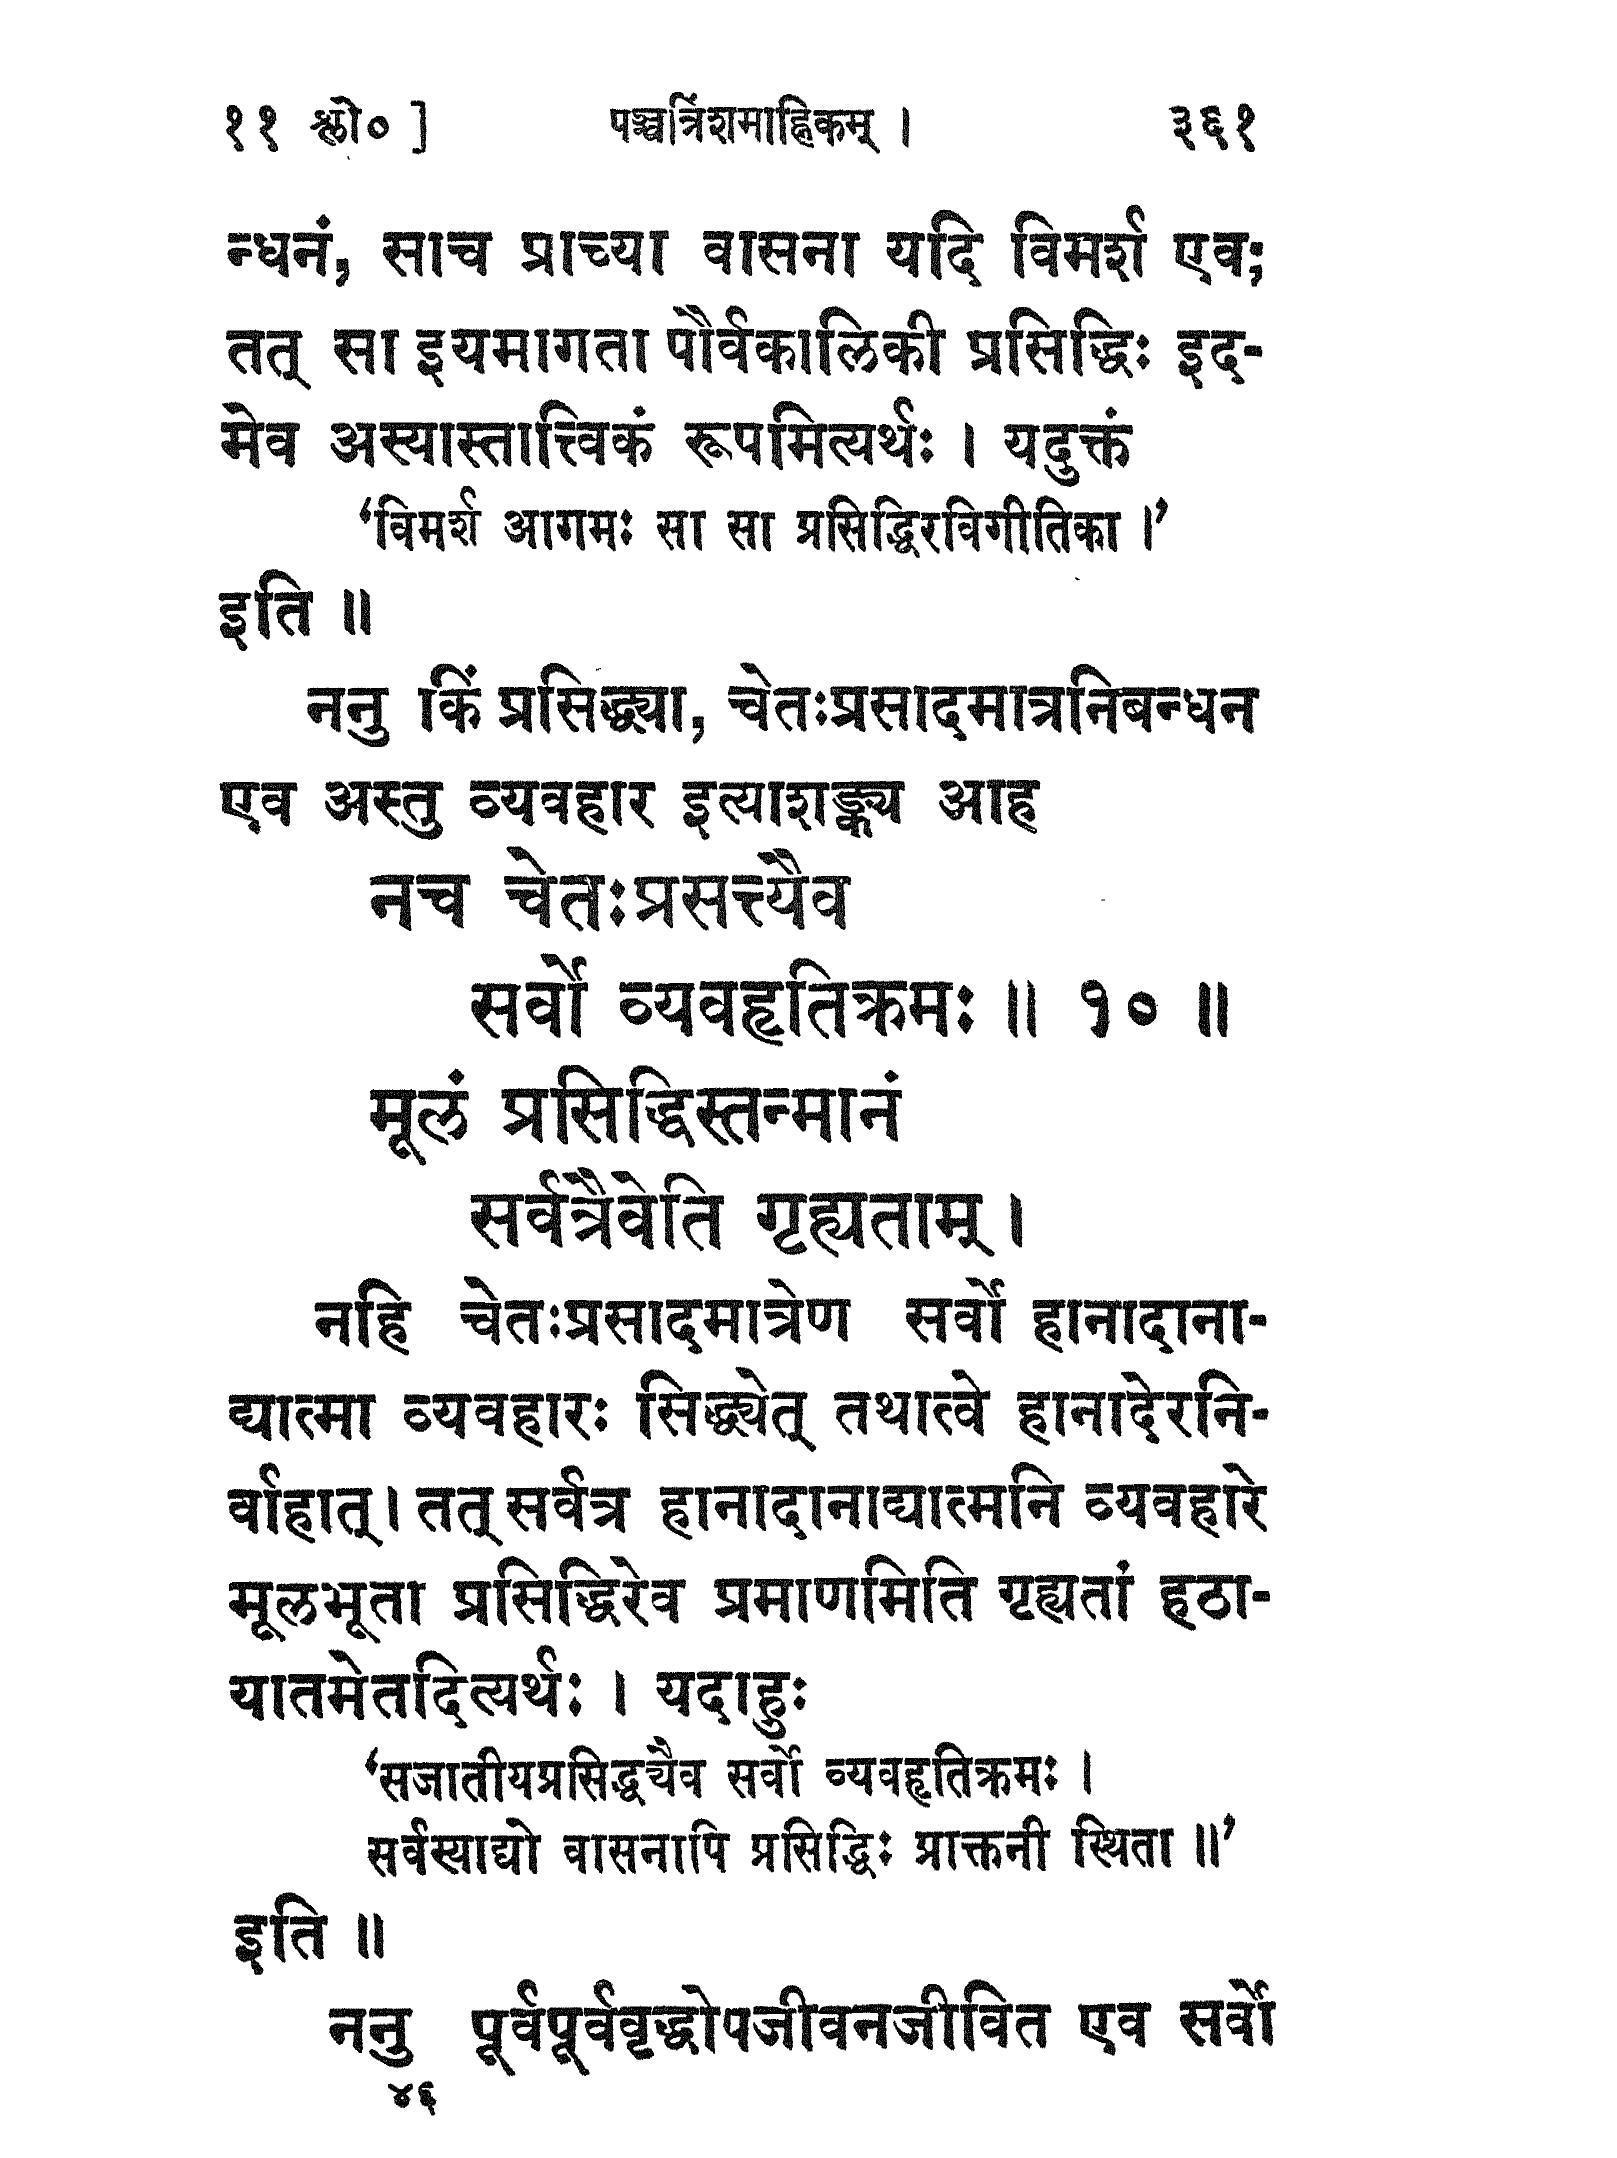 ११ श्लो० ]
पञ्चत्रिंशमाह्निकम् ।
३६१
न्धनं, साच प्राच्या वासना यदि विमर्श एव;
तत् सा इयमागता पौर्वकालिकी प्रसिद्धिः इद-
मेव अस्यास्तात्त्विकं रूपमित्यर्थः । यदुक्तं
‘विमर्श आगमः सा सा प्रसिद्धिरविगीतिका ।’
इति ॥
ननु किं प्रसिद्ध्या, चेतःप्रसादमात्रनिबन्धन
एव अस्तु व्यवहार इत्याशङ्क्य आह
नच चेतःप्रसत्त्यैव
सर्वो व्यवहृतिक्रमः ॥ १० ॥
मूलं प्रसिद्धिस्तन्मानं
सर्वत्रैवेति गृह्यताम् ।
नहि चेतःप्रसादमात्रेण सर्वो हानादाना-
द्यात्मा व्यवहारः सिद्ध्येत् तथात्वे हानादेरनि-
र्वाहात् । तत् सर्वत्र हानादानाद्यात्मनि व्यवहारे
मूलभूता प्रसिद्धिरेव प्रमाणमिति गृह्यतां हठा-
यातमेतदित्यर्थः । यदाहुः
‘सजातीयप्रसिद्ध्यैव सर्वो व्यवहृतिक्रमः ।
सर्वस्याद्यो वासनापि प्रसिद्धिः प्राक्तनी स्थिता ॥’
इति ॥
ननु पूर्वपूर्ववृद्धोपजीवनजीवित एव सर्वो
४६